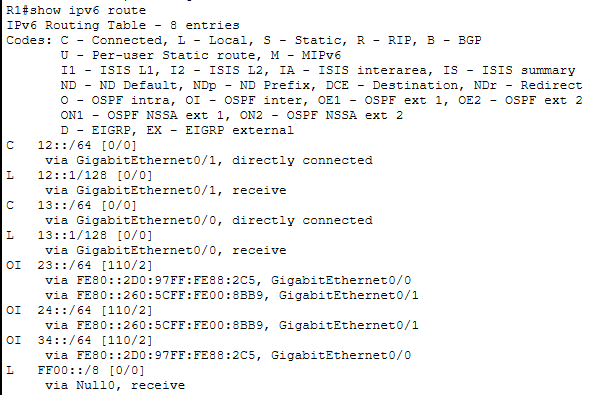 R1#show ipv6 route
IPv6 Routing Table - 8 entries
Codes: C - Connected, L - Local, S - Static, R - RIP, B - BGP
U - Per-user Static route, M - MIPv6
I1 - ISIS L1, I2 - ISIS L2, IA - ISIS interarea, IS - ISIS summary
ND - ND Default, NDp - ND Prefix, DCE - Destination, NDr - Redirect
O - OSPF intra, OI - OSPF inter, OE1 - OSPF ext 1, OE2 - OSPF ext 2
ON1 - OSPF NSSA ext 1, ON2 - OSPF NSSA ext 2
D - EIGRP, EX - EIGRP external
C 12::/64 [0/0]
via GigabitEthernet0/1, directly connected
L 12::1/128 [0/0]
via GigabitEthernet0/1, receive
C 13::/64 [0/0]
via GigabitEthernet0/0, directly connected
L 13::1/128 [0/0]
via GigabitEthernet0/0, receive
OI 23::/64 [110/2]
via FE80::2D0:97FF:FE88:2C5, GigabitEthernet0/0
via FE80::260:5CFF:FE00:8BB9, GigabitEthernet0/1
OI 24::/64 [110/2]
via FE80::260:5CFF:FE00:8BB9, GigabitEthernet0/1
OI 34::/64 [110/2]
via FE80::2D0:97FF:FE88:2C5, GigabitEthernet0/0
L FF00::/8 [0/0]
via Null0, receive